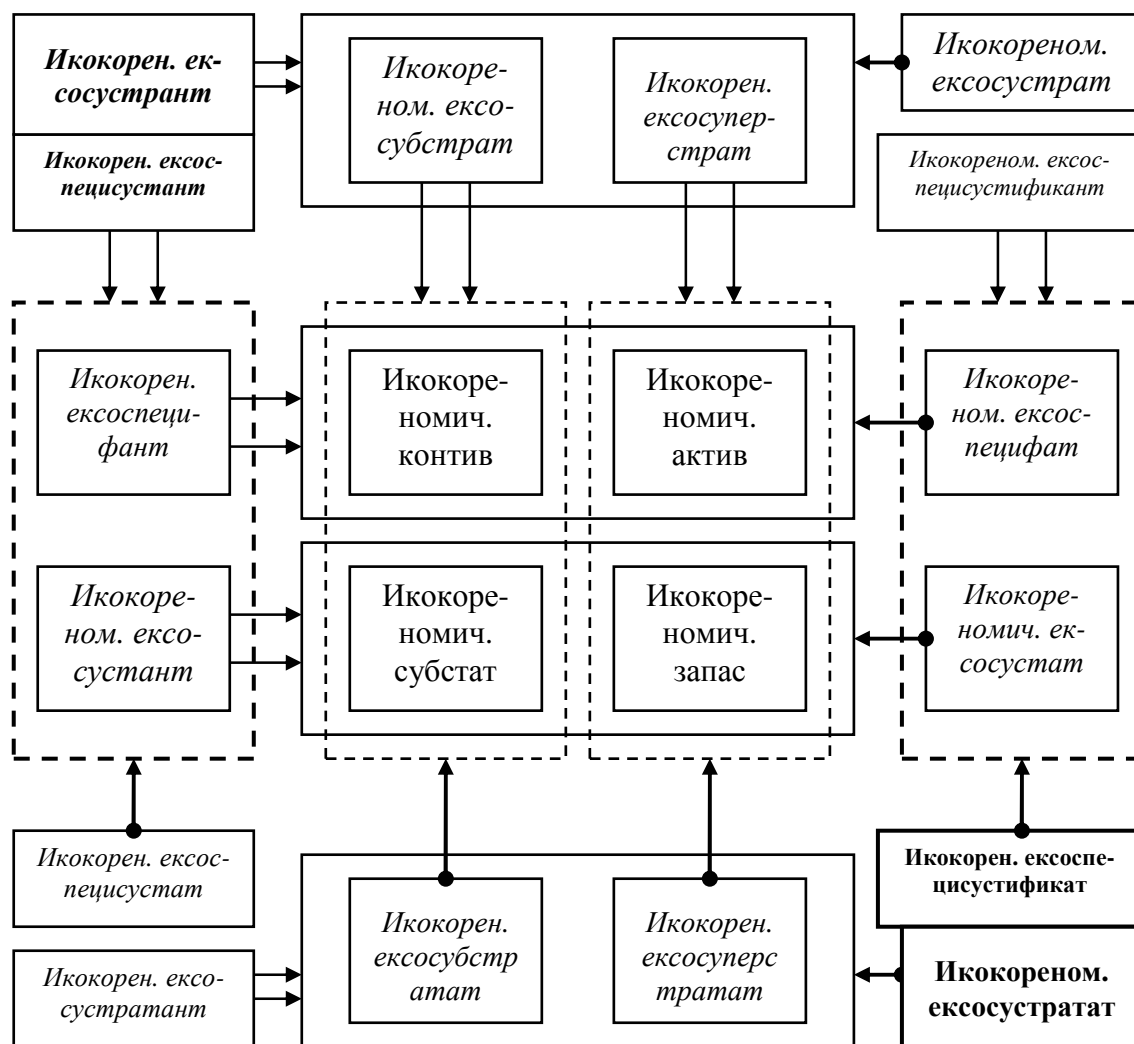 Икокорен. ек-
сосустрант
Икокоре-
ном. ексо-
субстрат
Икокорен.
ексосупер-
страт
Икокореном.
ексосустрат
Икокорен. ексос-
пецисустант
Икокореном. ексос-
пецисустификант
Икокорен.
ексоспеци-
фант
Икокоре-
номич.
контив
Икокоре-
номич.
актив
Икокоре-
ном. ексос-
пецифат
Икокоре-
ном. ексо-
сустант
Икокоре-
номич.
субстат
Икокоре-
номич.
запас
Икокоре-
номич. ек-
сосустат
Икокорен. ексос-
пецисустат
Икокорен. ексоспе-
цисустификат
Икокорен.
ексосубстр
атат
Икокорен.
ексосуперс
тратат
Икокорен. ексо-
сустратант
Икокореном.
ексосустратат